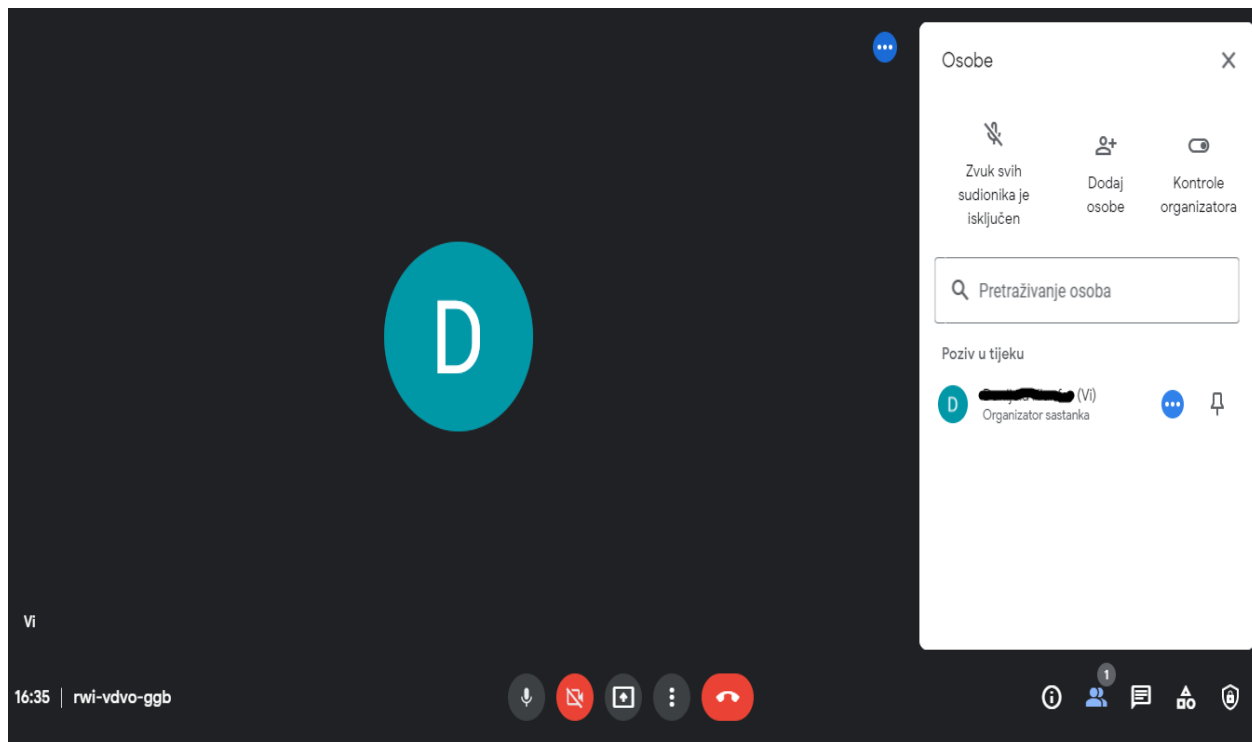 Osobe
Zvuk svih
sudionika je
isključen
Dodaj
osobe
Kontrole
organizatora
Pretraživanje osoba
Poziv u tijeku
D
D
(Vi)
Organizator sastanka
Vi
16:35 | rwi-vdvo-ggb
1